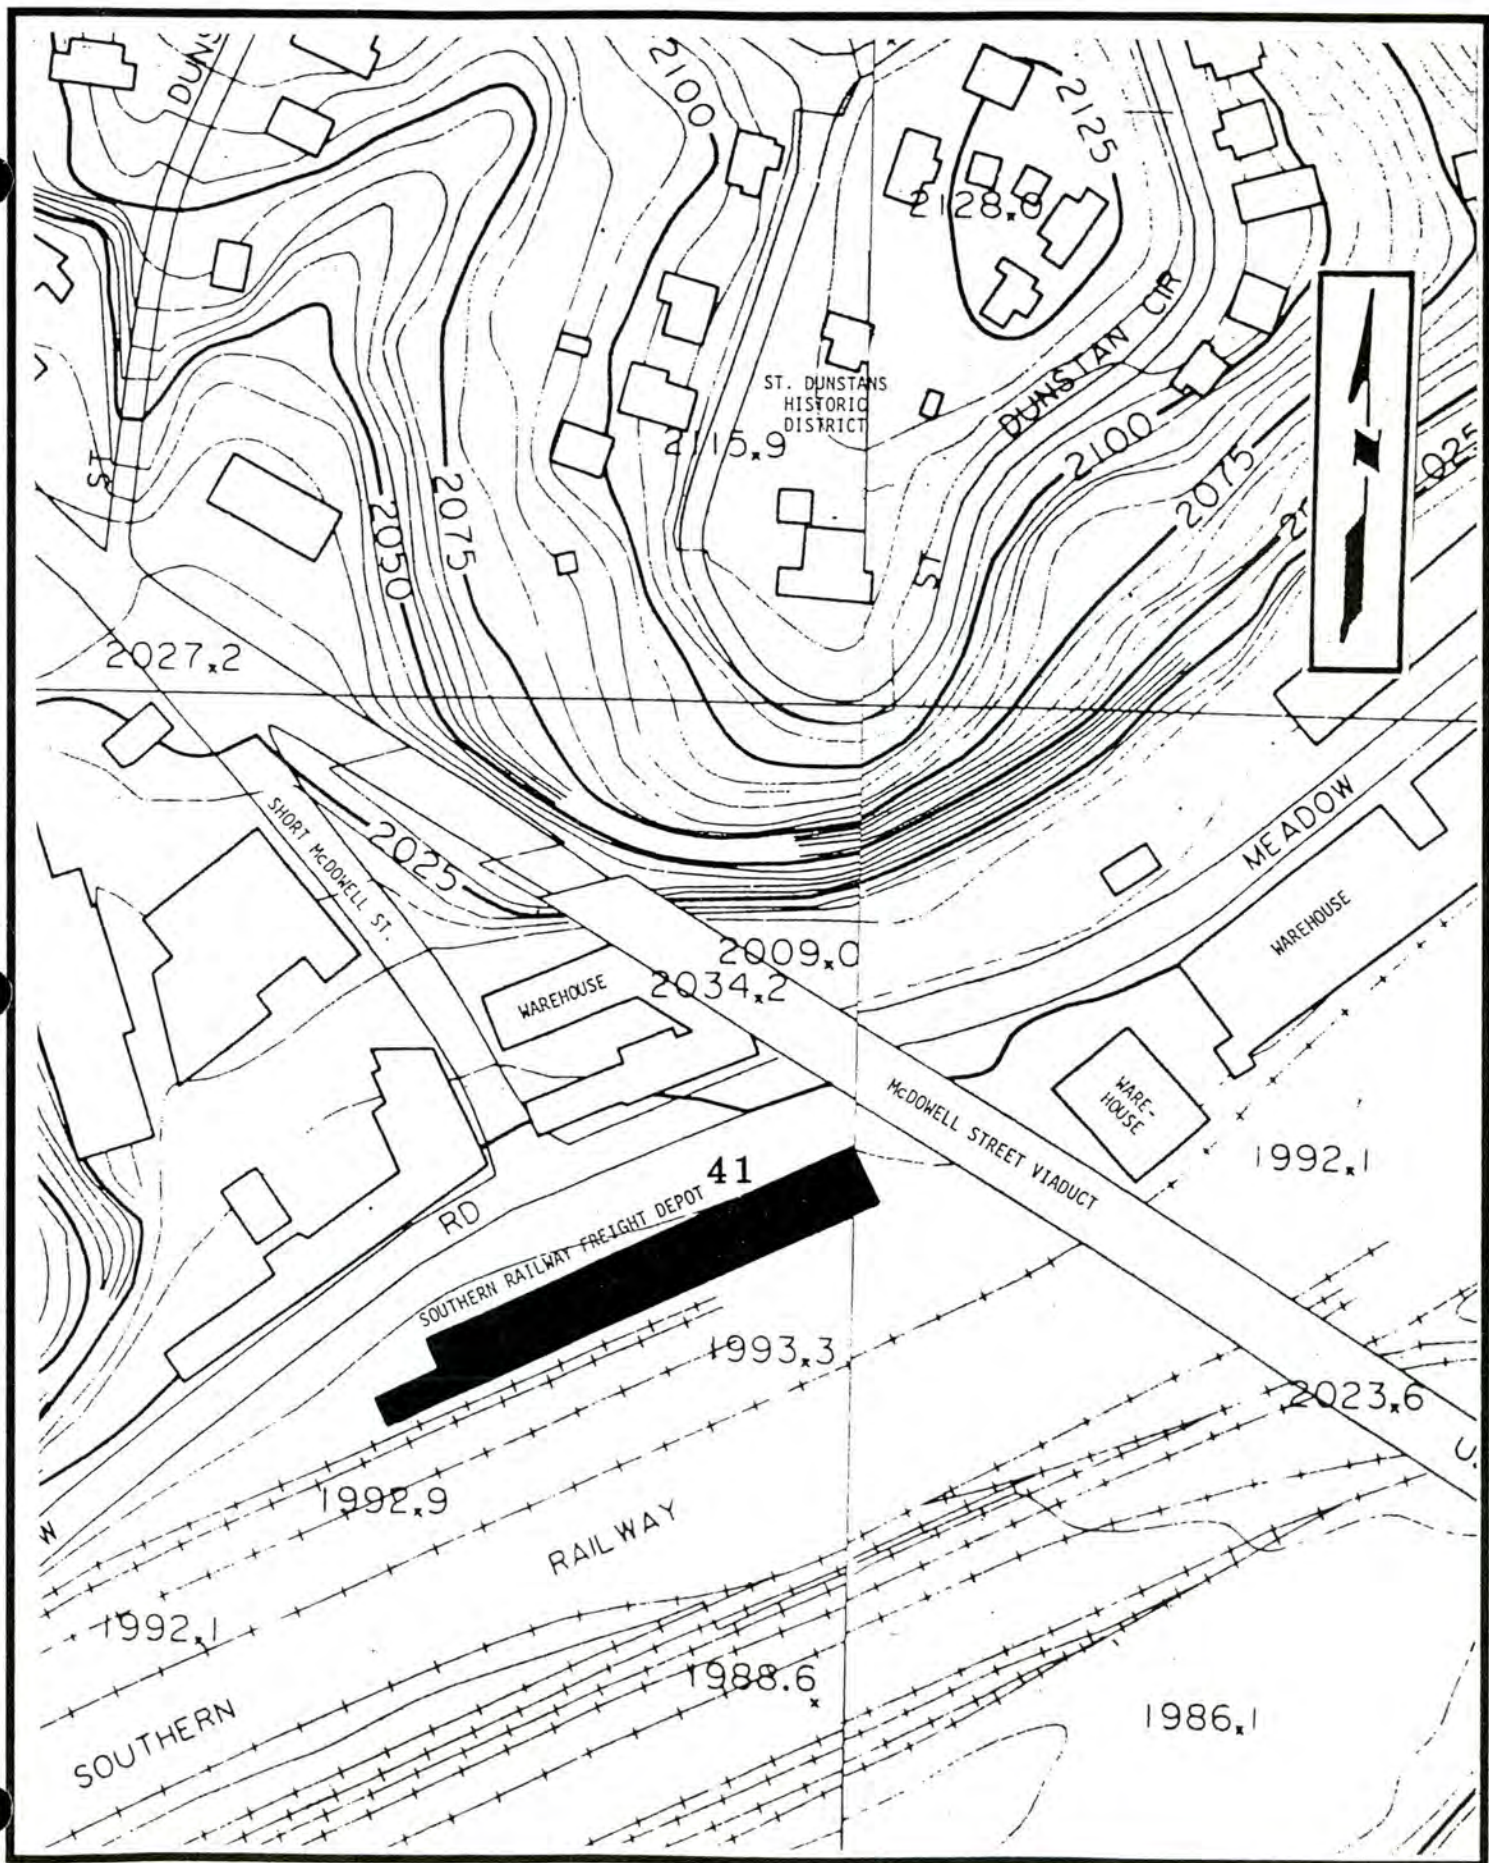 DUNS
2100
2125
2128.0
DUNSTAN CIR
ST. DUNSTANS
HISTORIC
DISTRICT
2115.9
2100
2075
025
N
ST
2050
2075
ST
2027.2
MEADOW
SHORT McDOWELL ST.
2025
WAREHOUSE
2009.0
2034.2
WAREHOUSE
WARE-
HOUSE
McDOWELL STREET VIADUCT
1992.1
41
RD
SOUTHERN RAILWAY FREIGHT DEPOT
1993.3
2023.6
U.
1992.9
W
RAILWAY
1992.1
1988.6
1986.1
SOUTHERN